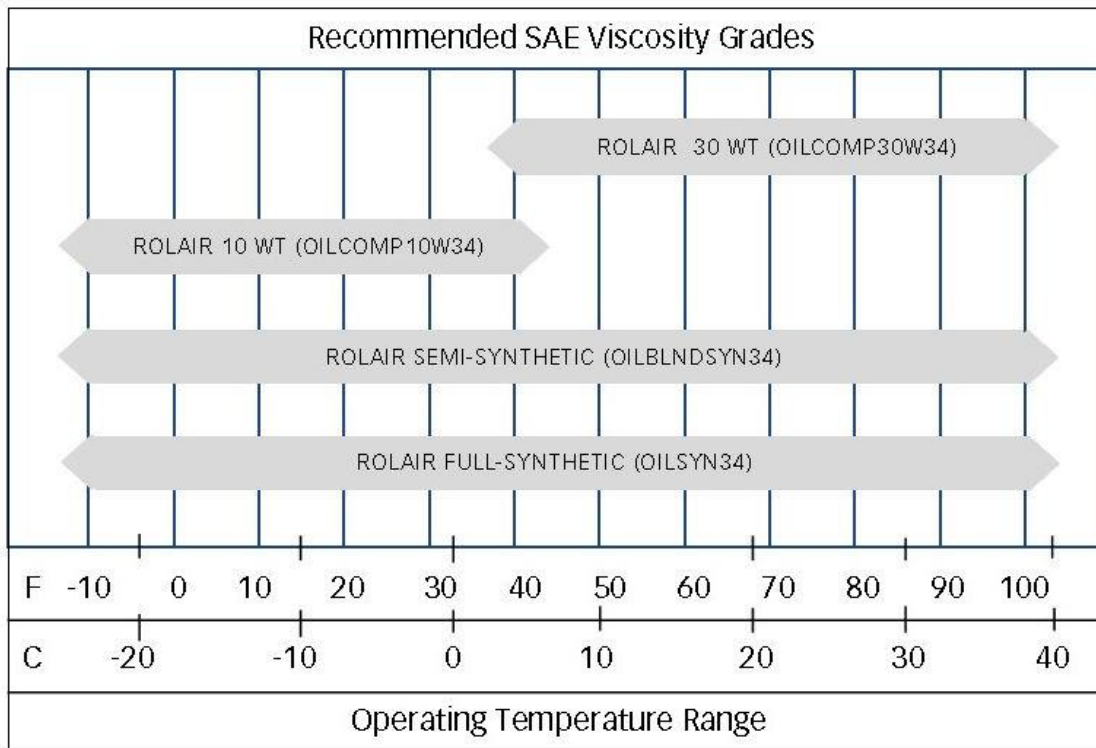 Recommended SAE Viscosity Grades
ROLAIR 30 WT (OILCOMP30W34)
ROLAIR 10 WT (OILCOMP10W34)
ROLAIR SEMI-SYNTHETIC (OILBLNDSYN34)
ROLAIR FULL-SYNTHETIC (OILSYN34)
F -10 0 10 20 30 40 50 60 70 80 90 100
C -20 -10 0 10 20 30 40
Operating Temperature Range